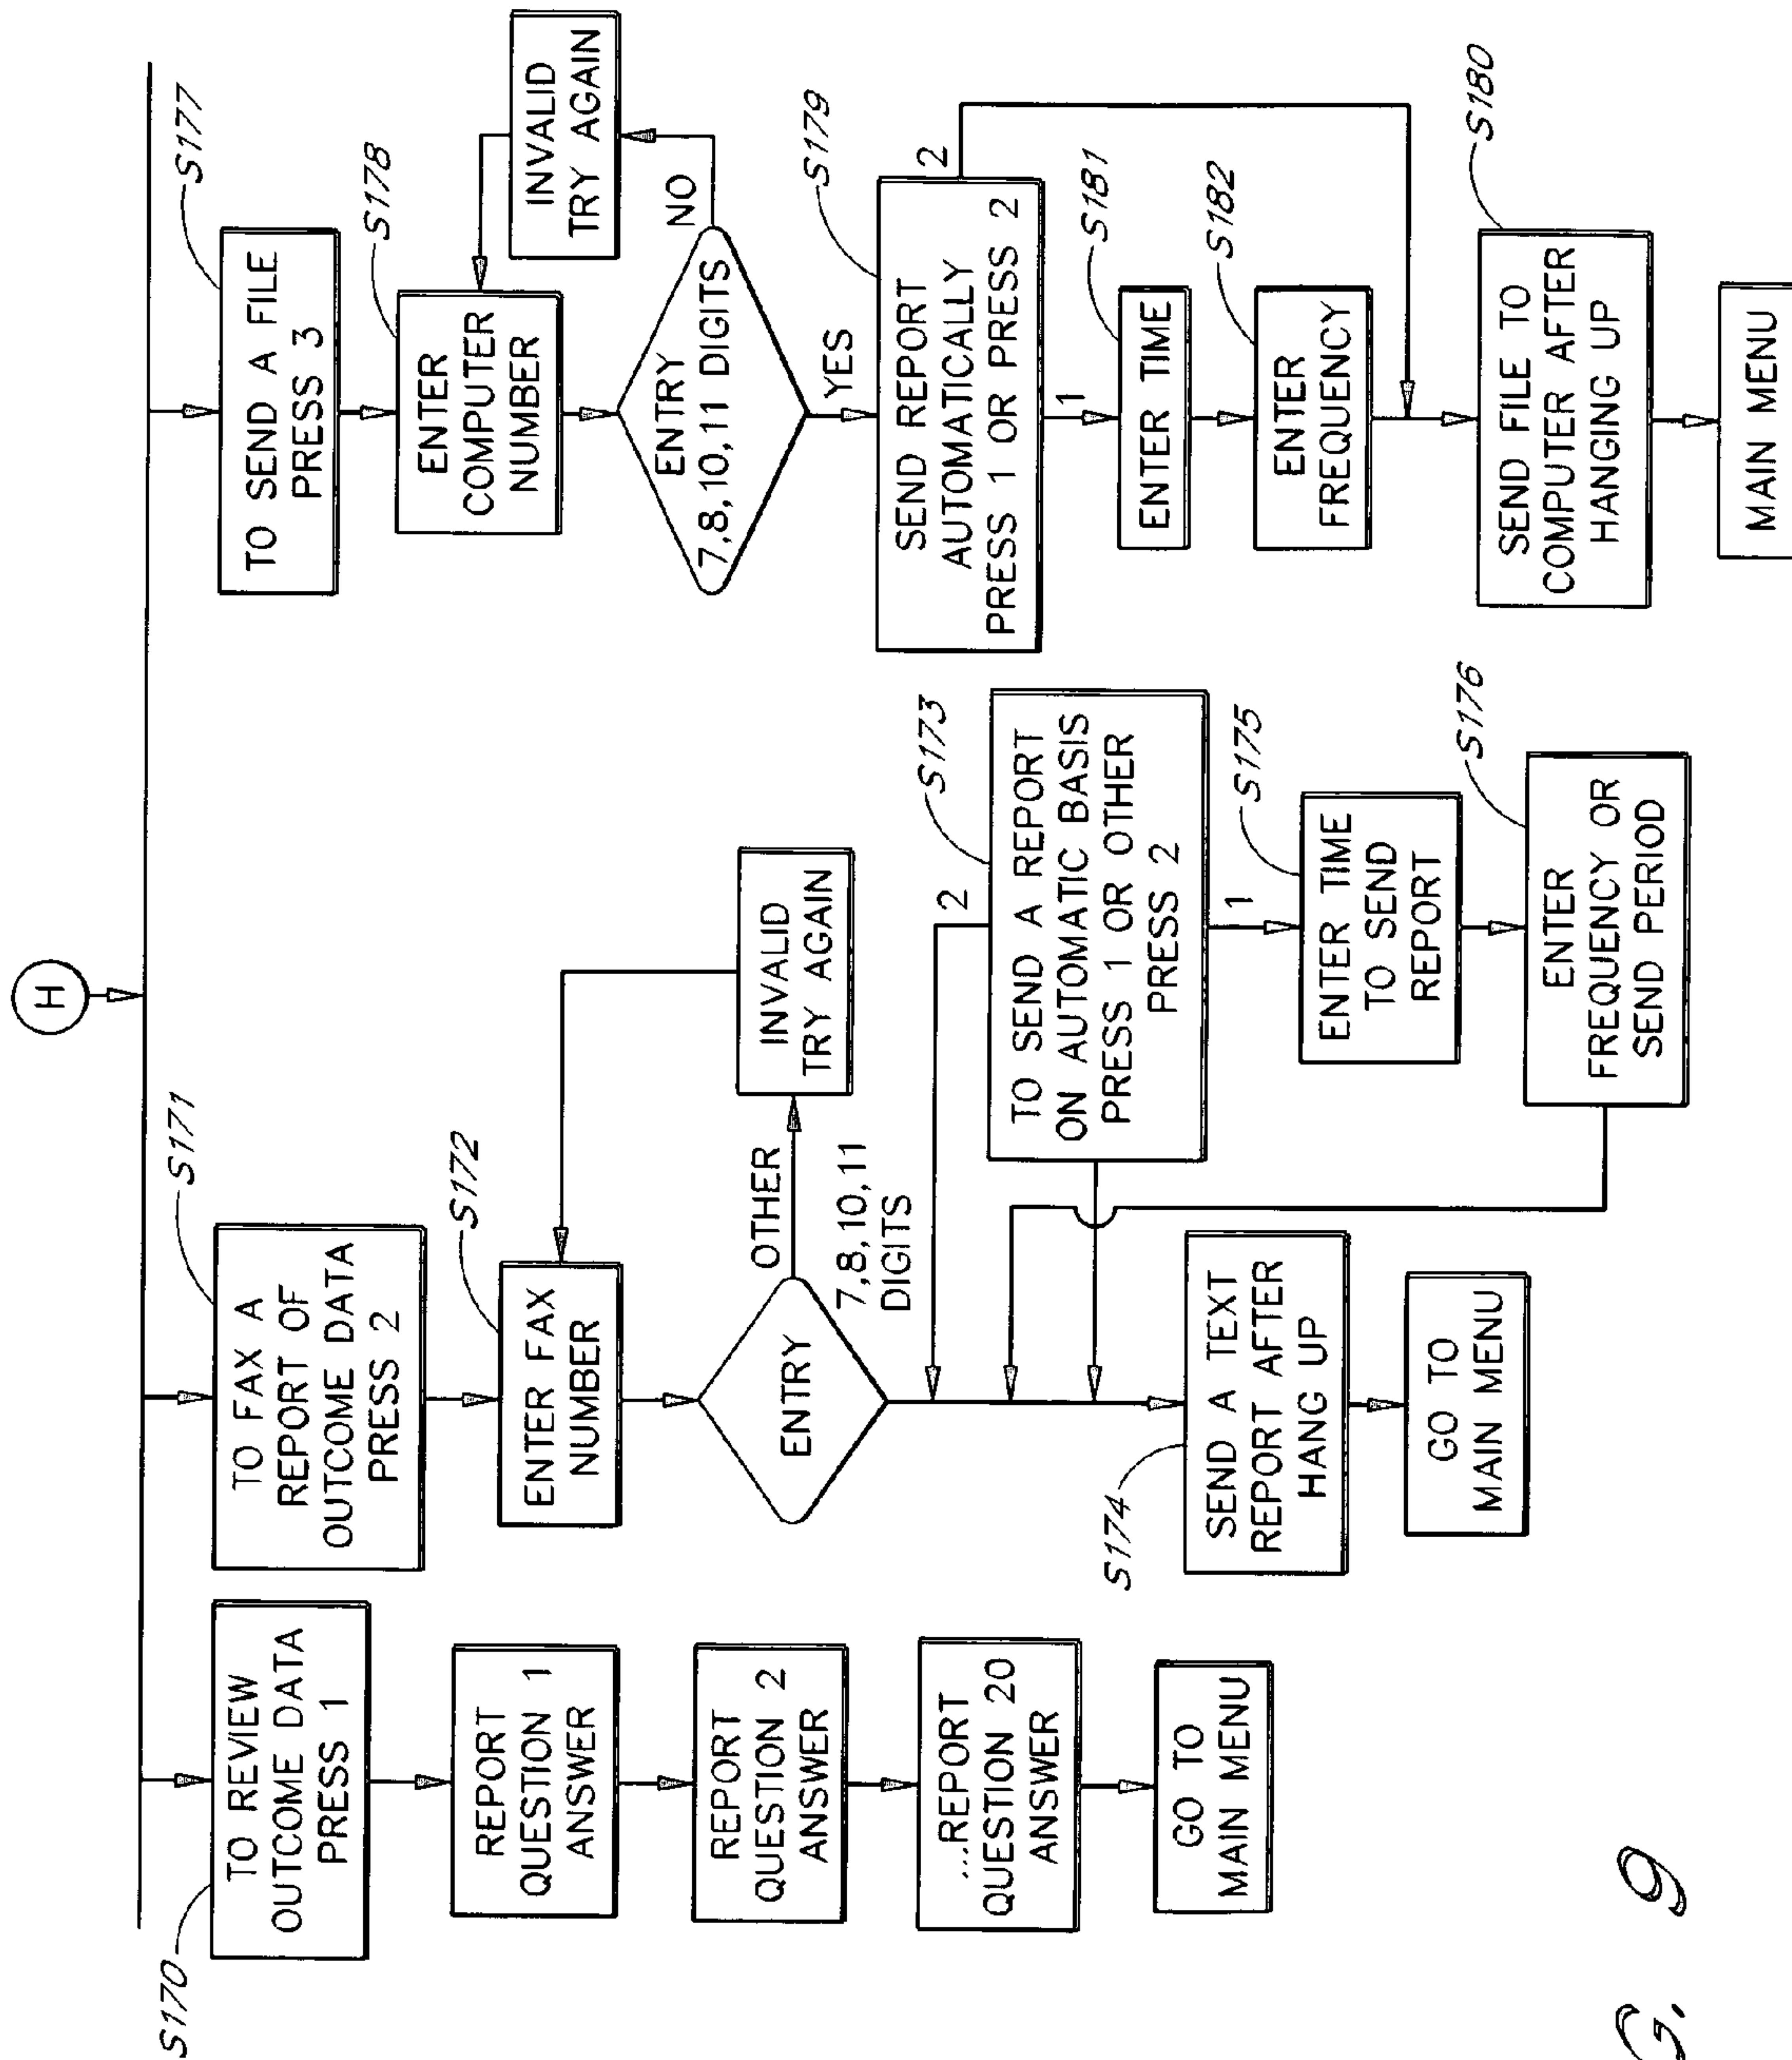 H
S170
TO REVIEW
OUTCOME DATA
PRESS 1
REPORT
QUESTION 1
ANSWER
REPORT
QUESTION 2
ANSWER
...REPORT
QUESTION 20
ANSWER
GO TO
MAIN MENU
S171
TO FAX A
REPORT OF
OUTCOME DATA
PRESS 2
S172
ENTER FAX
NUMBER
ENTRY
OTHER
7,8,10,11
DIGITS
INVALID
TRY AGAIN
S173
TO SEND A REPORT
ON AUTOMATIC BASIS
PRESS 1 OR OTHER
PRESS 2
2
1
S175
ENTER TIME
TO SEND
REPORT
S176
ENTER
FREQUENCY OR
SEND PERIOD
S174
SEND A TEXT
REPORT AFTER
HANG UP
GO TO
MAIN MENU
S177
TO SEND A FILE
PRESS 3
S178
ENTER
COMPUTER
NUMBER
INVALID
TRY AGAIN
ENTRY
7,8,10,11 DIGITS
NO
YES
S179
SEND REPORT
AUTOMATICALLY
PRESS 1 OR PRESS 2
2
1
S181
ENTER TIME
S182
ENTER
FREQUENCY
S180
SEND FILE TO
COMPUTER AFTER
HANGING UP
MAIN MENU
G. 9